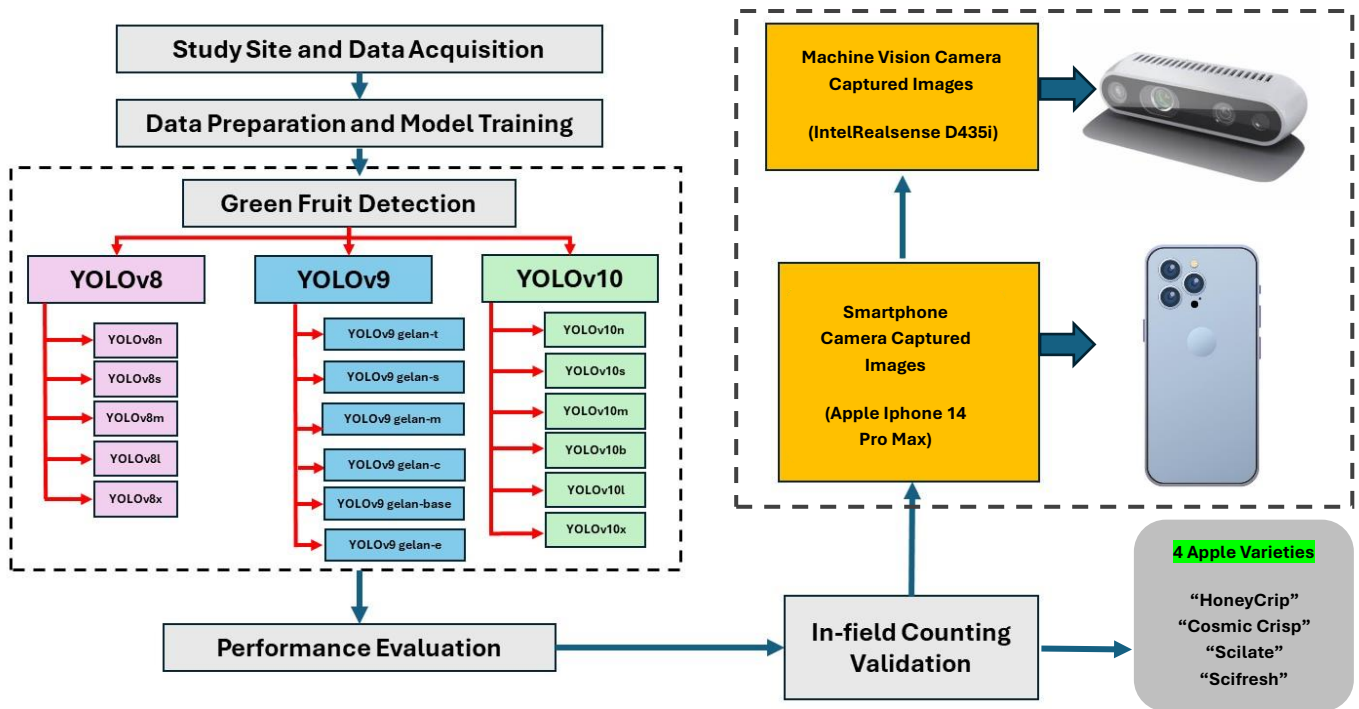 Study Site and Data Acquisition
Data Preparation and Model Training
Green Fruit Detection
YOLOv8
YOLOv8n
YOLOv8s
YOLOv8m
YOLOv8l
YOLOv8x
YOLOv9
YOLOv9 gelan-t
YOLOv9 gelan-s
YOLOv9 gelan-m
YOLOv9 gelan-c
YOLOv9 gelan-base
YOLOv9 gelan-e
YOLOv10
YOLOv10n
YOLOv10s
YOLOv10m
YOLOv10b
YOLOv10l
YOLOv10x
Performance Evaluation
In-field Counting
Validation
Machine Vision Camera
Captured Images
(IntelRealsense D435i)
Smartphone
Camera Captured
Images
(Apple Iphone 14
Pro Max)
4 Apple Varieties
“HoneyCrip”
“Cosmic Crisp”
“Scilate”
“Scifresh”